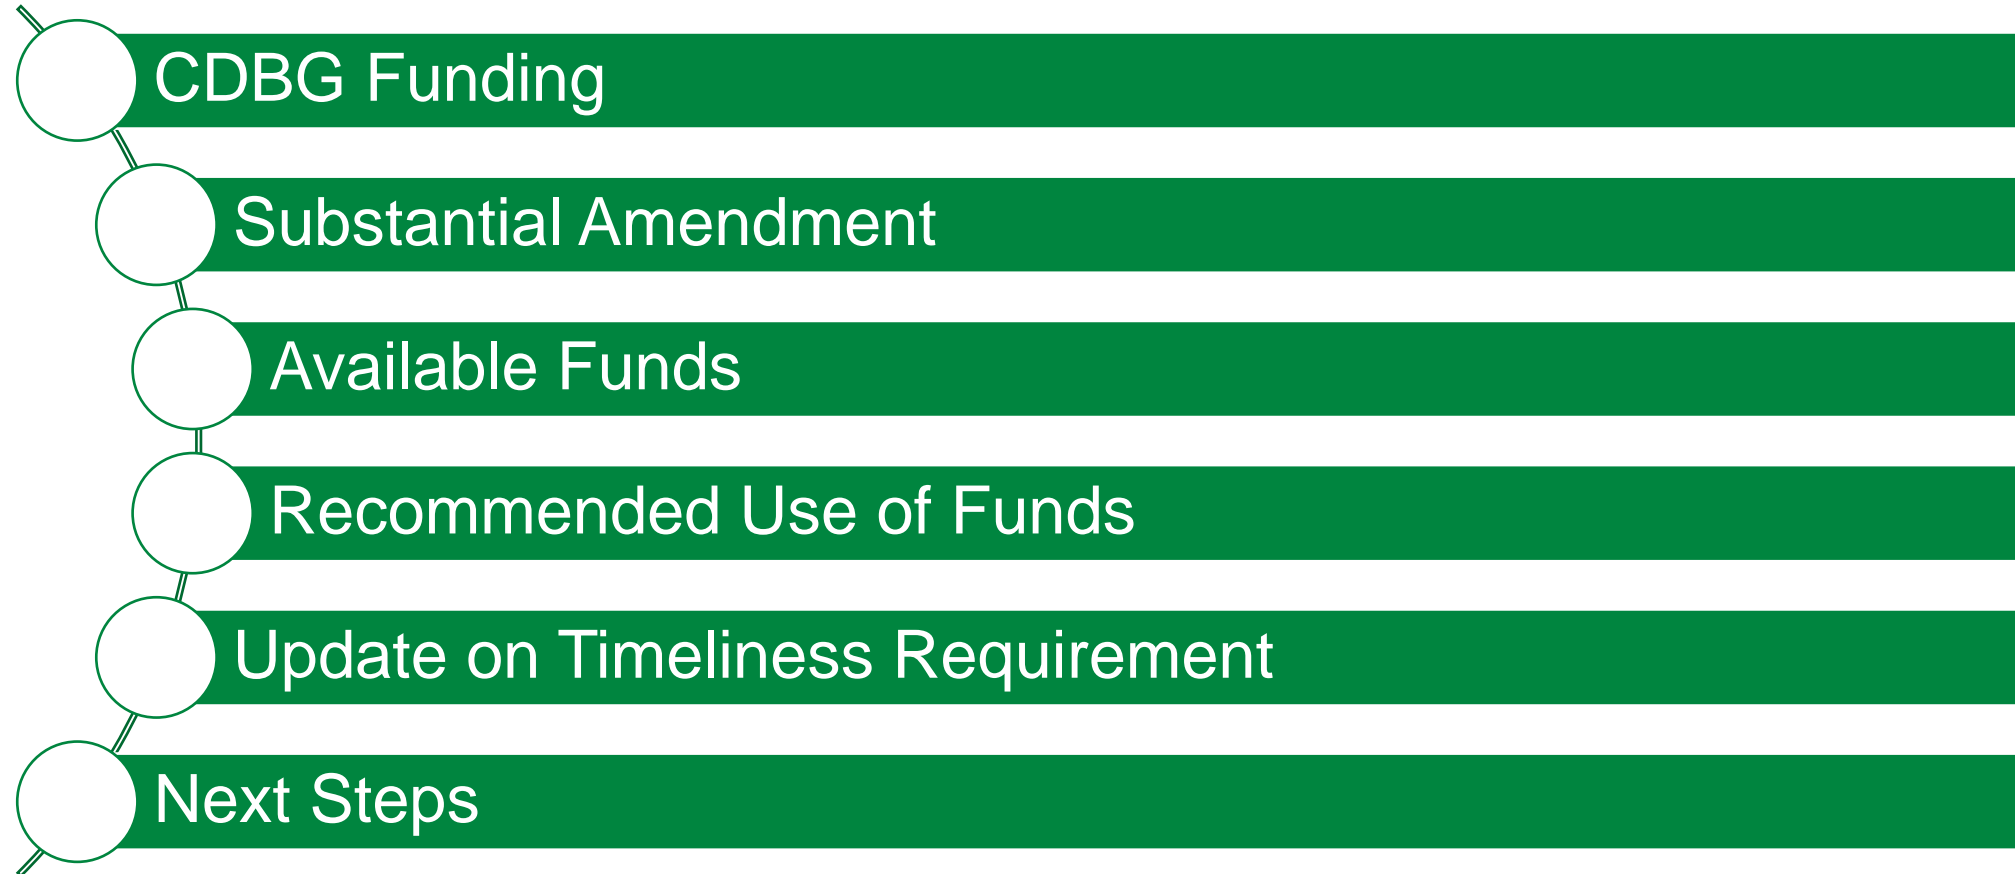 CDBG Funding
Substantial Amendment
Available Funds
Recommended Use of Funds
Update on Timeliness Requirement
Next Steps